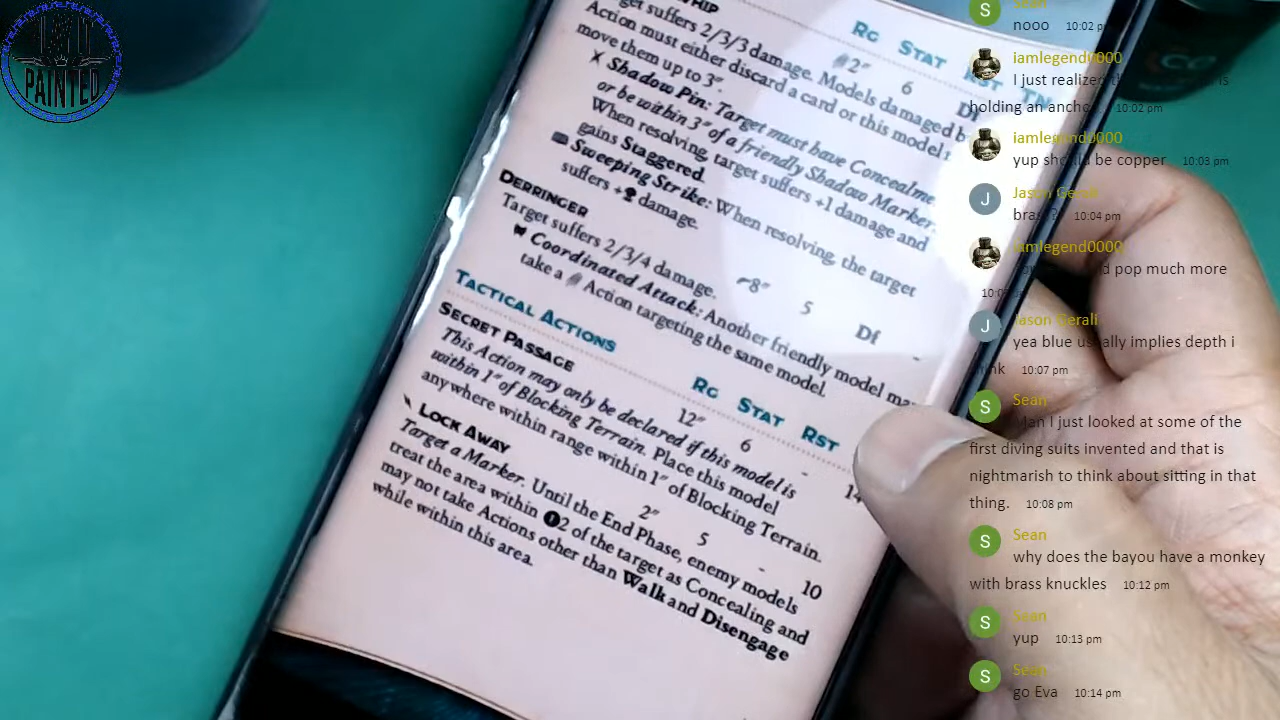 PAINTED
HIP
Rg STAT RST TN
get suffers 2/3/3 damage. Models damaged b
2" 6 Df
Action must either discard a card or this model
move them up to 3".
Shadow Pin: Target must have Concealme
or be within 3" of a friendly Shadow Marker.
When resolving, target suffers +1 damage and
gains Staggered.
Sweeping Strike: When resolving, the target
suffers + damage.
DERRINGER
8" 5 Df -
Target suffers 2/3/4 damage.
Coordinated Attack: Another friendly model ma
take a Action targeting the same model.
TACTICAL ACTIONS
Rg STAT RST
SECRET PASSAGE
12" 6 - 14
This Action may only be declared if this model is
within 1" of Blocking Terrain. Place this model
anywhere within range within 1" of Blocking Terrain.
LOCK AWAY
2" 5 - 10
Target a Marker. Until the End Phase, enemy models
treat the area within 2 of the target as Concealing and
may not take Actions other than Walk and Disengage
while within this area.
Sean
nooo 10:02 pm
iamlegend0000
I just realized is
holding an 10:02 pm
iamlegend0000
yup should be copper 10:03 pm
J Jason Gerali
brass? 10:04 pm
iamlegend0000
pop much more
J Jason Gerali
yea blue usually implies depth i
think 10:07 pm
S Sean
Man I just looked at some of the
first diving suits invented and that is
nightmarish to think about sitting in that
thing. 10:08 pm
S Sean
why does the bayou have a monkey
with brass knuckles 10:12 pm
S Sean
yup 10:13 pm
S Sean
go Eva 10:14 pm